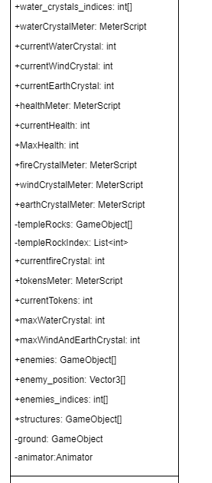 +water_crystals_indices: int[]
+waterCrystalMeter: MeterScript
+currentWaterCrystal: int
+currentWindCrystal: int
+currentEarthCrystal: int
+healthMeter: MeterScript
+currentHealth: int
+MaxHealth: int
+fireCrystalMeter: MeterScript
+windCrystalMeter: MeterScript
+earthCrystalMeter: MeterScript
-templeRocks: GameObject[]
-templeRockIndex: List<int>
+currentfireCrystal: int
+tokensMeter: MeterScript
+currentTokens: int
+maxWaterCrystal: int
+maxWindAndEarthCrystal: int
+enemies: GameObject[]
+enemy_position: Vector3[]
+enemies_indices: int[]
+structures: GameObject[]
-ground: GameObject
-animator:Animator